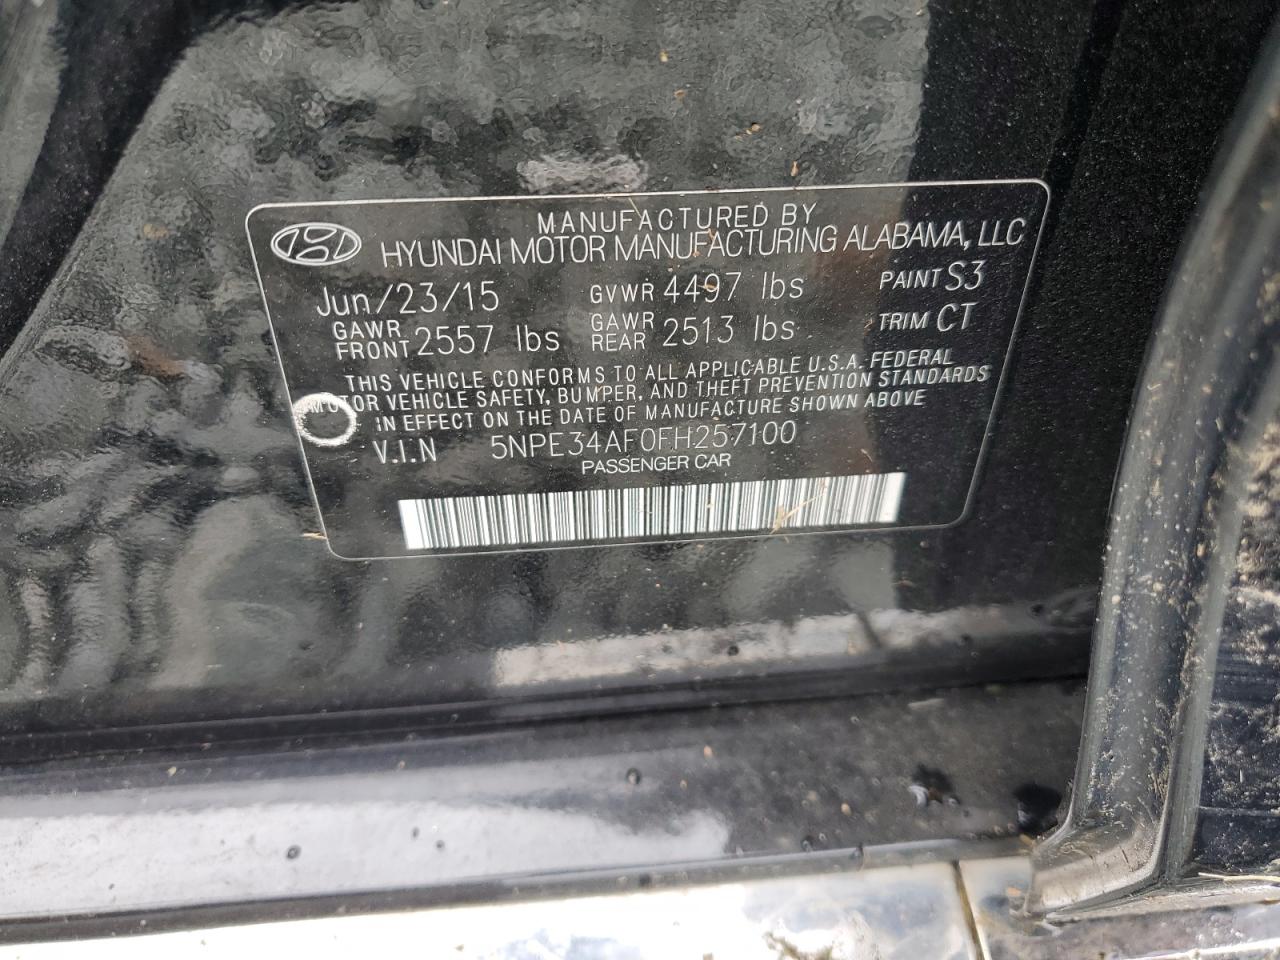 MANUFACTURED BY
HYUNDAI MOTOR MANUFACTURING ALABAMA, LLC
Jun/23/15 GVWR 4497 lbs PAINT S3
GAWR FRONT 2557 lbs GAWR REAR 2513 lbs TRIM CT
THIS VEHICLE CONFORMS TO ALL APPLICABLE U.S.A. FEDERAL
MOTOR VEHICLE SAFETY, BUMPER, AND THEFT PREVENTION STANDARDS
IN EFFECT ON THE DATE OF MANUFACTURE SHOWN ABOVE
V.I.N 5NPE34AF0FH257100
PASSENGER CAR